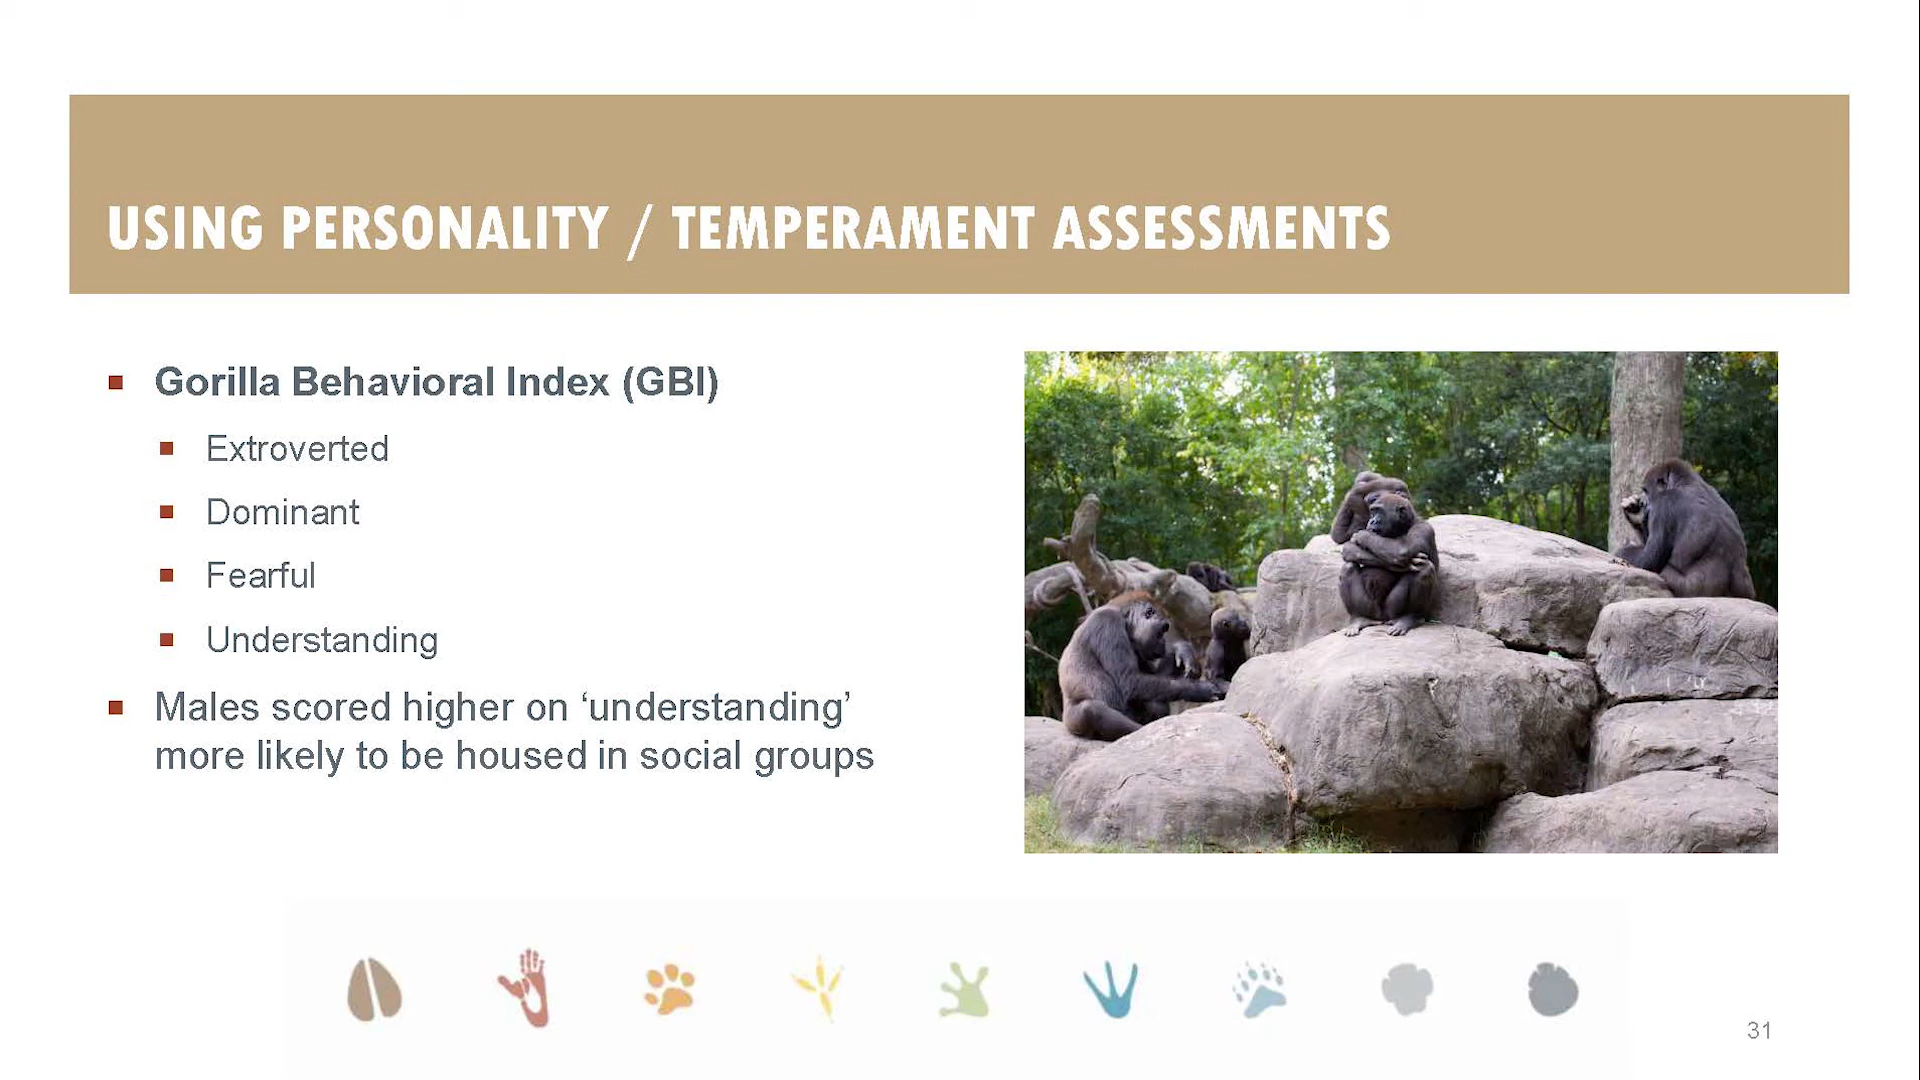 USING PERSONALITY / TEMPERAMENT ASSESSMENTS
Gorilla Behavioral Index (GBI)
Extroverted
Dominant
Fearful
Understanding
Males scored higher on ‘understanding’
more likely to be housed in social groups
31